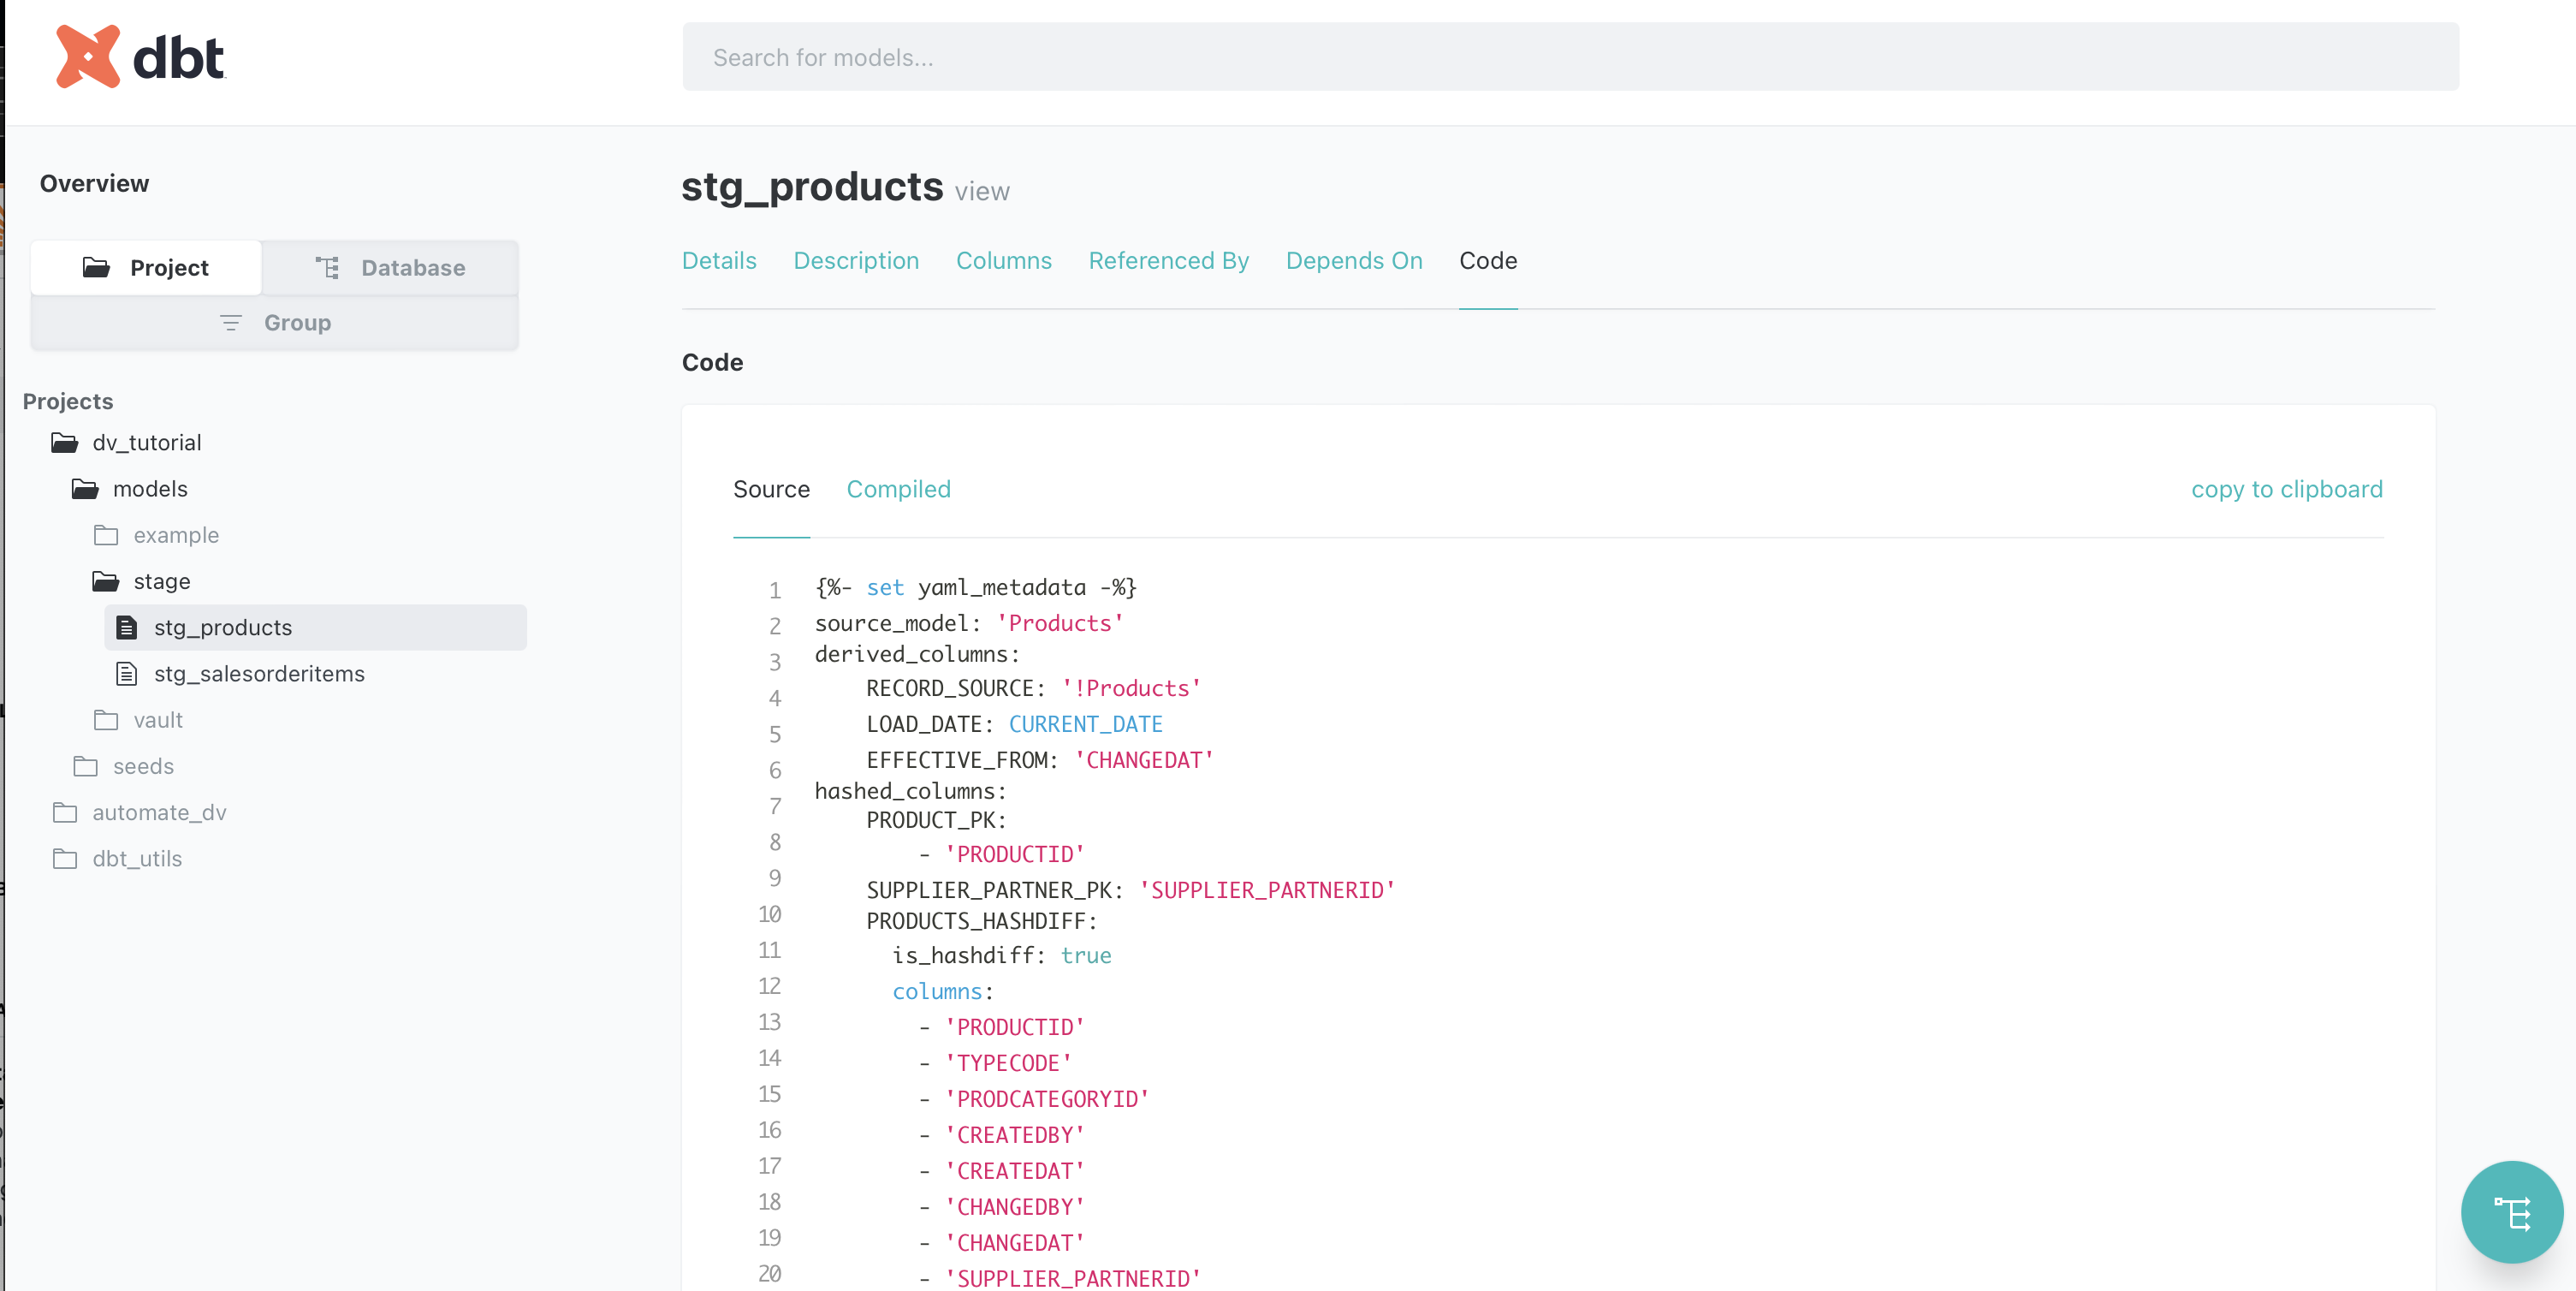 dbt
Search for models...
Overview
Project
Database
Group
Projects
dv_tutorial
models
example
stage
stg_products
stg_salesorderitems
vault
seeds
automate_dv
dbt_utils
stg_products view
Details Description Columns Referenced By Depends On Code
Code
Source Compiled copy to clipboard
1 {%- set yaml_metadata -%}
2 source_model: 'Products'
3 derived_columns:
4 RECORD_SOURCE: '!Products'
5 LOAD_DATE: CURRENT_DATE
6 EFFECTIVE_FROM: 'CHANGEDAT'
7 hashed_columns:
8 PRODUCT_PK:
9 - 'PRODUCTID'
10 SUPPLIER_PARTNER_PK: 'SUPPLIER_PARTNERID'
11 PRODUCTS_HASHDIFF:
12 is_hashdiff: true
13 columns:
14 - 'PRODUCTID'
15 - 'TYPECODE'
16 - 'PRODCATEGORYID'
17 - 'CREATEDBY'
18 - 'CREATEDAT'
19 - 'CHANGEDBY'
20 - 'CHANGEDAT'
- 'SUPPLIER_PARTNERID'